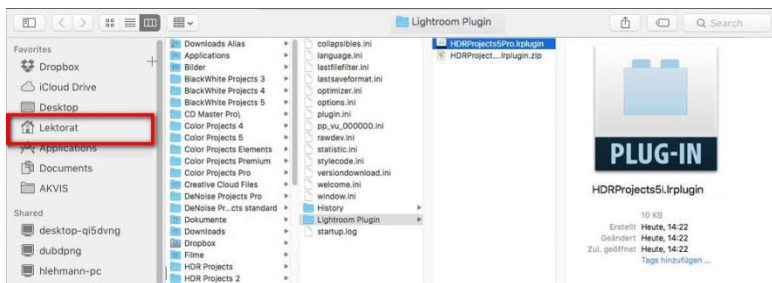 Lightroom Plugin
Search
Favorites
Dropbox
iCloud Drive
Desktop
Lektorat
Applications
Documents
AKVIS
Shared
desktop-qi5dvng
dubdpng
hlehmann-pc
Downloads Alias
Applications
Bilder
BlackWhite Projects 3
BlackWhite Projects 4
BlackWhite Projects 5
CD Master Pro\
Color Projects 4
Color Projects 5
Color Projects Elements
Color Projects Premium
Color Projects Pro
Creative Cloud Files
DeNoise Projects Pro
DeNoise Pr...cts standard
Dokumente
Downloads
Dropbox
Filme
HDR Projects
HDR Projects 2
collapsibles.ini
language.ini
lastfilefilter.ini
lastsaveformat.ini
optimizer.ini
options.ini
plugin.ini
pp_vu_000000.ini
rawdev.ini
statistic.ini
stylecode.ini
versiondownload.ini
welcome.ini
window.ini
History
Lightroom Plugin
startup.log
HDRProjects5Pro.lrplugin
HDRProject....lrplugin.zip
PLUG-IN
HDRProjects5i.lrplugin
10 KB
Erstellt Heute, 14:22
Geändert Heute, 14:22
Zul. geöffnet Heute, 14:22
Tags hinzufügen ...